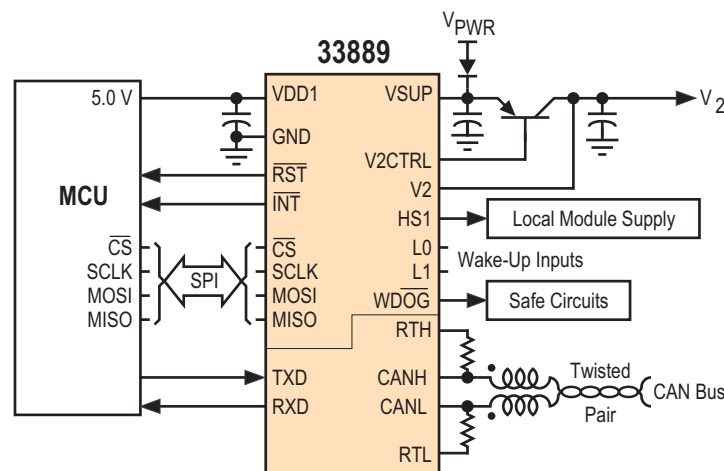 VPWR
33889
5.0 V
VDD1
VSUP
V2
GND
V2CTRL
RST
V2
MCU
INT
HS1
Local Module Supply
CS
CS
L0
SCLK
SPI
SCLK
L1
Wake-Up Inputs
MOSI
MOSI
WDOG
Safe Circuits
MISO
MISO
RTH
TXD
CANH
Twisted
CAN Bus
RXD
CANL
Pair
RTL